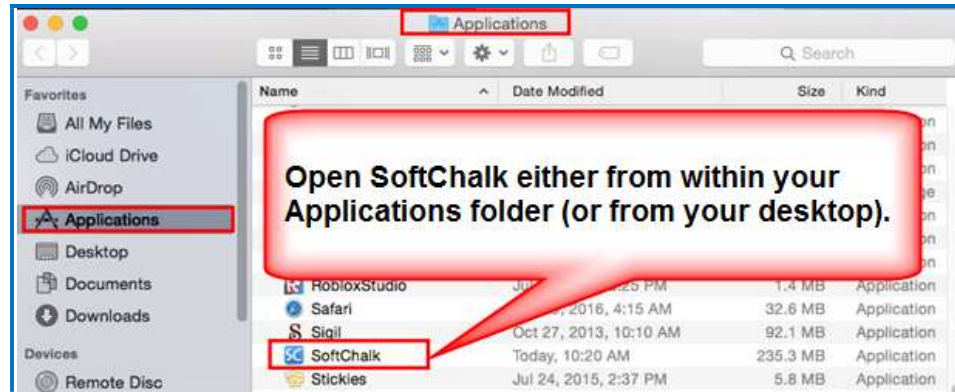 Applications
Search
Favorites
Name Date Modified Size Kind
All My Files
iCloud Drive
AirDrop
Applications
Desktop
Documents
Downloads
Devices
Remote Disc
Open SoftChalk either from within your
Applications folder (or from your desktop).
RobloxStudio 1.4 MB Application
Safari 2016, 4:15 AM 32.6 MB Application
Sigil Oct 27, 2013, 10:10 AM 92.1 MB Application
SoftChalk Today, 10:20 AM 235.3 MB Application
Stickies Jul 24, 2015, 2:37 PM 5.8 MB Application